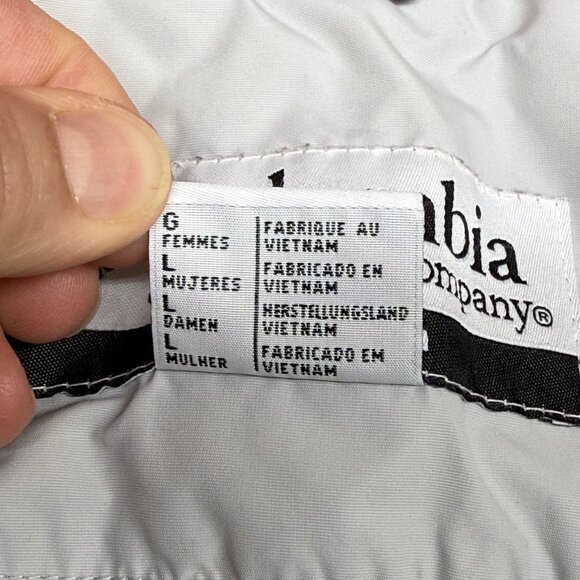 G
FEMMES
FABRIQUE AU
VIETNAM
L
MUJERES
FABRICADO EN
VIETNAM
L
DAMEN
HERSTELLUNGSLAND
VIETNAM
L
MULHER
FABRICADO EM
VIETNAM
mbia
ompany®